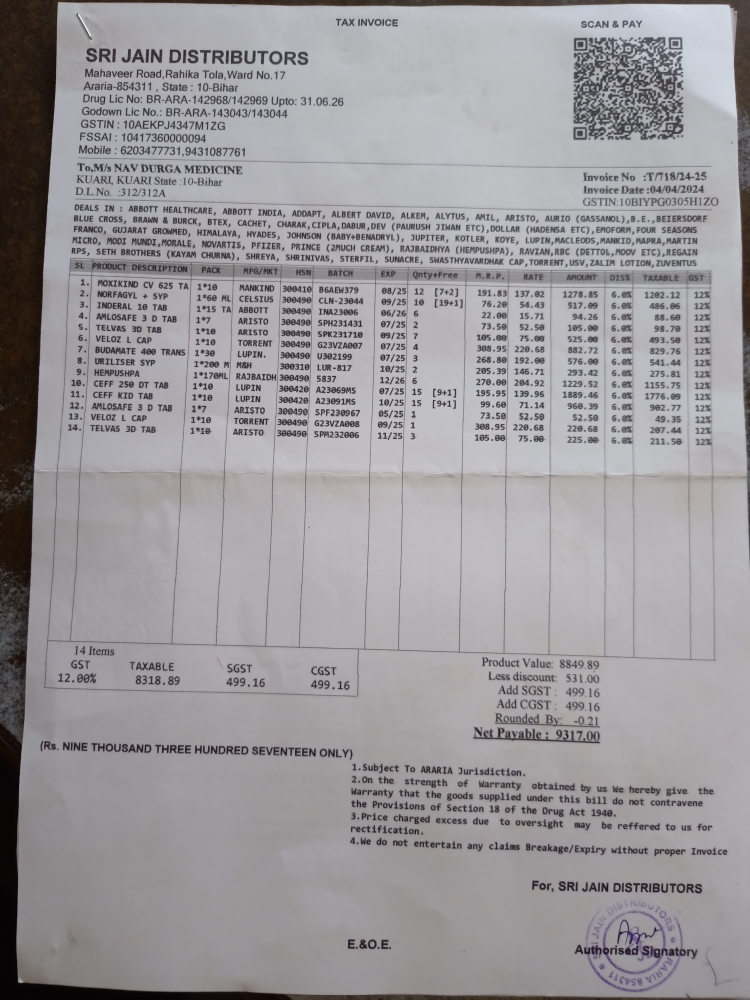 TAX INVOICE
SCAN & PAY
SRI JAIN DISTRIBUTORS
Mahaveer Road,Rahika Tola,Ward No.17
Araria-854311 , State : 10-Bihar
Drug Lic No: BR-ARA-142968/142969 Upto: 31.06.26
Godown Lic No.: BR-ARA-143043/143044
GSTIN : 10AEKPJ4347M1ZG
FSSAI : 10417360000094
Mobile : 6203477731,9431087761
To,M/s NAV DURGA MEDICINE
KUARI, KUARI State :10-Bihar
D.L.No. :312/312A
Invoice No :T/718/24-25
Invoice Date :04/04/2024
GSTIN:10BIYPG0305H1ZO
DEALS IN : ABBOTT HEALTHCARE, ABBOTT INDIA, ADDAPT, ALBERT DAVID, ALKEM, ALYTUS, AMIL, ARISTO, AURIO (GASSANOL),B.E.,BEIERSDORF
BLUE CROSS, BRAWN & BURCK, BTEX, CACHET, CHARAK,CIPLA,DABUR,DEV (PAURUSH JIWAN ETC),DOLLAR (HADENSA ETC),EMOFORM,FOUR SEASONS
FRANCO, GUJARAT GROWMED, HIMALAYA, HYADES, JOHNSON (BABY+BENADRYL), JUPITER, KOTLER, KOYE, LUPIN,MACLEODS,MANKID,MAPRA,MARTIN
MICRO, MODI MUNDI,MORALE, NOVARTIS, PFIZER, PRINCE (2MUCH CREAM), RAJBAIDHYA (HEMPUSHPA), RAVIAN,RBC (DETTOL,MOOV ETC),REGAIN
RPS, SETH BROTHERS (KAYAM CHURNA), SHREYA, SHRINIVAS, STERFIL, SUNACRE, SWASTHYAVARDHAK CAP,TORRENT,USV,ZALIM LOTION,ZUVENTUS
SL PRODUCT DESCRIPTION PACK MFG/MKT HSN BATCH EXP Qnty+Free M.R.P. RATE AMOUNT DIS% TAXABLE GST
1. MOXIKIND CV 625 TA 1*10 MANKIND 300410 B6AEW379 08/25 12 [7+2] 191.83 137.02 1278.85 6.0% 1202.12 12%
2. NORFAGYL + 5YP 1*60 ML CELSIUS 300490 CLN-23044 09/25 10 [19+1] 76.20 54.43 517.09 6.0% 486.06 12%
3. INDERAL 10 TAB 1*15 TA ABBOTT 300490 INA23006 06/26 6 22.00 15.71 94.26 6.0% 88.60 12%
4. AMLOSAFE 3 D TAB 1*7 ARISTO 300490 SPH231431 07/25 2 73.50 52.50 105.00 6.0% 98.70 12%
5. TELVAS 3D TAB 1*10 ARISTO 300490 SPK231710 09/25 7 105.00 75.00 525.00 6.0% 493.50 12%
6. VELOZ L CAP 1*10 TORRENT 300490 G23VZA007 07/25 4 308.95 220.68 882.72 6.0% 829.76 12%
7. BUDAMATE 400 TRANS 1*30 LUPIN. 300490 U302199 07/25 3 268.80 192.00 576.00 6.0% 541.44 12%
8. URILISER SYP 1*200 M M&H 300310 LUR-817 10/25 2 205.39 146.71 293.42 6.0% 275.81 12%
9. HEMPUSHPA 1*170ML RAJBAIDH 300490 5837 12/26 6 270.00 204.92 1229.52 6.0% 1155.75 12%
10. CEFF 250 DT TAB 1*10 LUPIN 300420 A23069MS 07/25 15 [9+1] 195.95 139.96 1889.46 6.0% 1776.09 12%
11. CEFF KID TAB 1*10 LUPIN 300420 A23091MS 10/25 15 [9+1] 99.60 71.14 960.39 6.0% 902.77 12%
12. AMLOSAFE 3 D TAB 1*7 ARISTO 300490 SPF230967 05/25 1 73.50 52.50 52.50 6.0% 49.35 12%
13. VELOZ L CAP 1*10 TORRENT 300490 G23VZA008 09/25 1 308.95 220.68 220.68 6.0% 207.44 12%
14. TELVAS 3D TAB 1*10 ARISTO 300490 SPM232006 11/25 3 105.00 75.00 225.00 6.0% 211.50 12%
14 Items
GST TAXABLE SGST CGST
12.00% 8318.89 499.16 499.16
Product Value: 8849.89
Less discount: 531.00
Add SGST : 499.16
Add CGST : 499.16
Rounded By: -0.21
Net Payable : 9317.00
(Rs. NINE THOUSAND THREE HUNDRED SEVENTEEN ONLY)
1.Subject To ARARIA Jurisdiction.
2.On the strength of Warranty obtained by us We hereby give the
Warranty that the goods supplied under this bill do not contravene
the Provisions of Section 18 of the Drug Act 1940.
3.Price charged excess due to oversight may be reffered to us for
rectification.
4.We do not entertain any claims Breakage/Expiry without proper Invoice
For, SRI JAIN DISTRIBUTORS
SRI JAIN DISTRIBUTORS
ARARIA 854311
Authorised Signatory
E.&O.E.